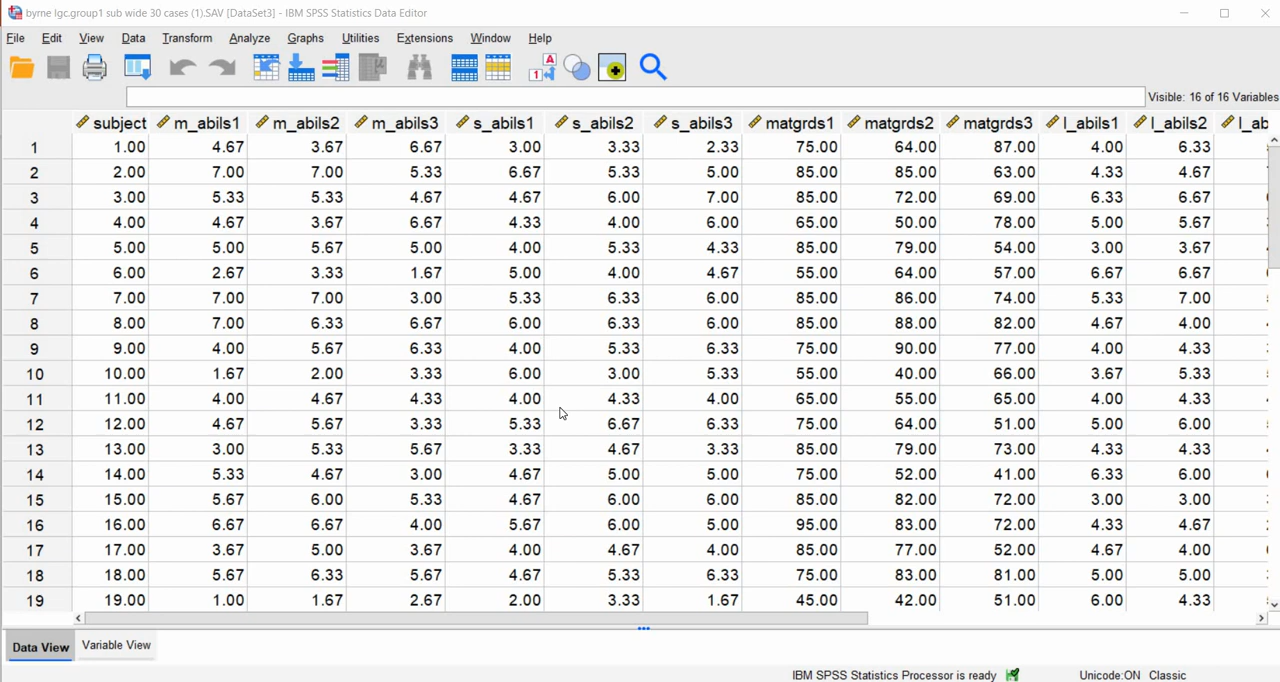 byrne lgc.group1 sub wide 30 cases (1).SAV [DataSet3] - IBM SPSS Statistics Data Editor
File Edit View Data Transform Analyze Graphs Utilities Extensions Window Help
Visible: 16 of 16 Variables
subject m_abils1 m_abils2 m_abils3 s_abils1 s_abils2 s_abils3 matgrds1 matgrds2 matgrds3 l_abils1 l_abils2 l_ab
1 1.00 4.67 3.67 6.67 3.00 3.33 2.33 75.00 64.00 87.00 4.00 6.33
2 2.00 7.00 7.00 5.33 6.67 5.33 5.00 85.00 85.00 63.00 4.33 4.67
3 3.00 5.33 5.33 4.67 4.67 6.00 7.00 85.00 72.00 69.00 6.33 6.67
4 4.00 4.67 3.67 6.67 4.33 4.00 6.00 65.00 50.00 78.00 5.00 5.67
5 5.00 5.00 5.67 5.00 4.00 5.33 4.33 85.00 79.00 54.00 3.00 3.67
6 6.00 2.67 3.33 1.67 5.00 4.00 4.67 55.00 64.00 57.00 6.67 6.67
7 7.00 7.00 7.00 3.00 5.33 6.33 6.00 85.00 86.00 74.00 5.33 7.00
8 8.00 7.00 6.33 6.67 6.00 6.33 6.00 85.00 88.00 82.00 4.67 4.00
9 9.00 4.00 5.67 6.33 4.00 5.33 6.33 75.00 90.00 77.00 4.00 4.33
10 10.00 1.67 2.00 3.33 6.00 3.00 5.33 55.00 40.00 66.00 3.67 5.33
11 11.00 4.00 4.67 4.33 4.00 4.33 4.00 65.00 55.00 65.00 4.00 4.33
12 12.00 4.67 5.67 3.33 5.33 6.67 6.33 75.00 64.00 51.00 5.00 6.00
13 13.00 3.00 5.33 5.67 3.33 4.67 3.33 85.00 79.00 73.00 4.33 4.33
14 14.00 5.33 4.67 3.00 4.67 5.00 5.00 75.00 52.00 41.00 6.33 6.00
15 15.00 5.67 6.00 5.33 4.67 6.00 6.00 85.00 82.00 72.00 3.00 3.00
16 16.00 6.67 6.67 4.00 5.67 6.00 5.00 95.00 83.00 72.00 4.33 4.67
17 17.00 3.67 5.00 3.67 4.00 4.67 4.00 85.00 77.00 52.00 4.67 4.00
18 18.00 5.67 6.33 5.67 4.67 5.33 6.33 75.00 83.00 81.00 5.00 5.00
19 19.00 1.00 1.67 2.67 2.00 3.33 1.67 45.00 42.00 51.00 6.00 4.33
Data View Variable View
IBM SPSS Statistics Processor is ready Unicode:ON Classic